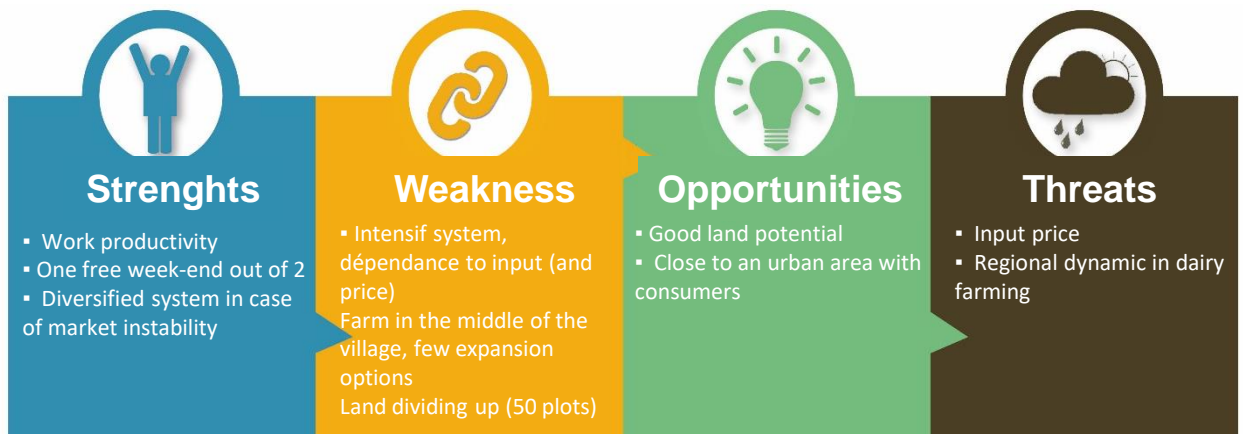 Strenghts
▪ Work productivity
▪ One free week-end out of 2
▪ Diversified system in case
of market instability
Weakness
▪ Intensif system,
dépendance to input (and
price)
Farm in the middle of the
village, few expansion
options
Land dividing up (50 plots)
Opportunities
▪ Good land potential
▪ Close to an urban area with
consumers
Threats
▪ Input price
▪ Regional dynamic in dairy
farming